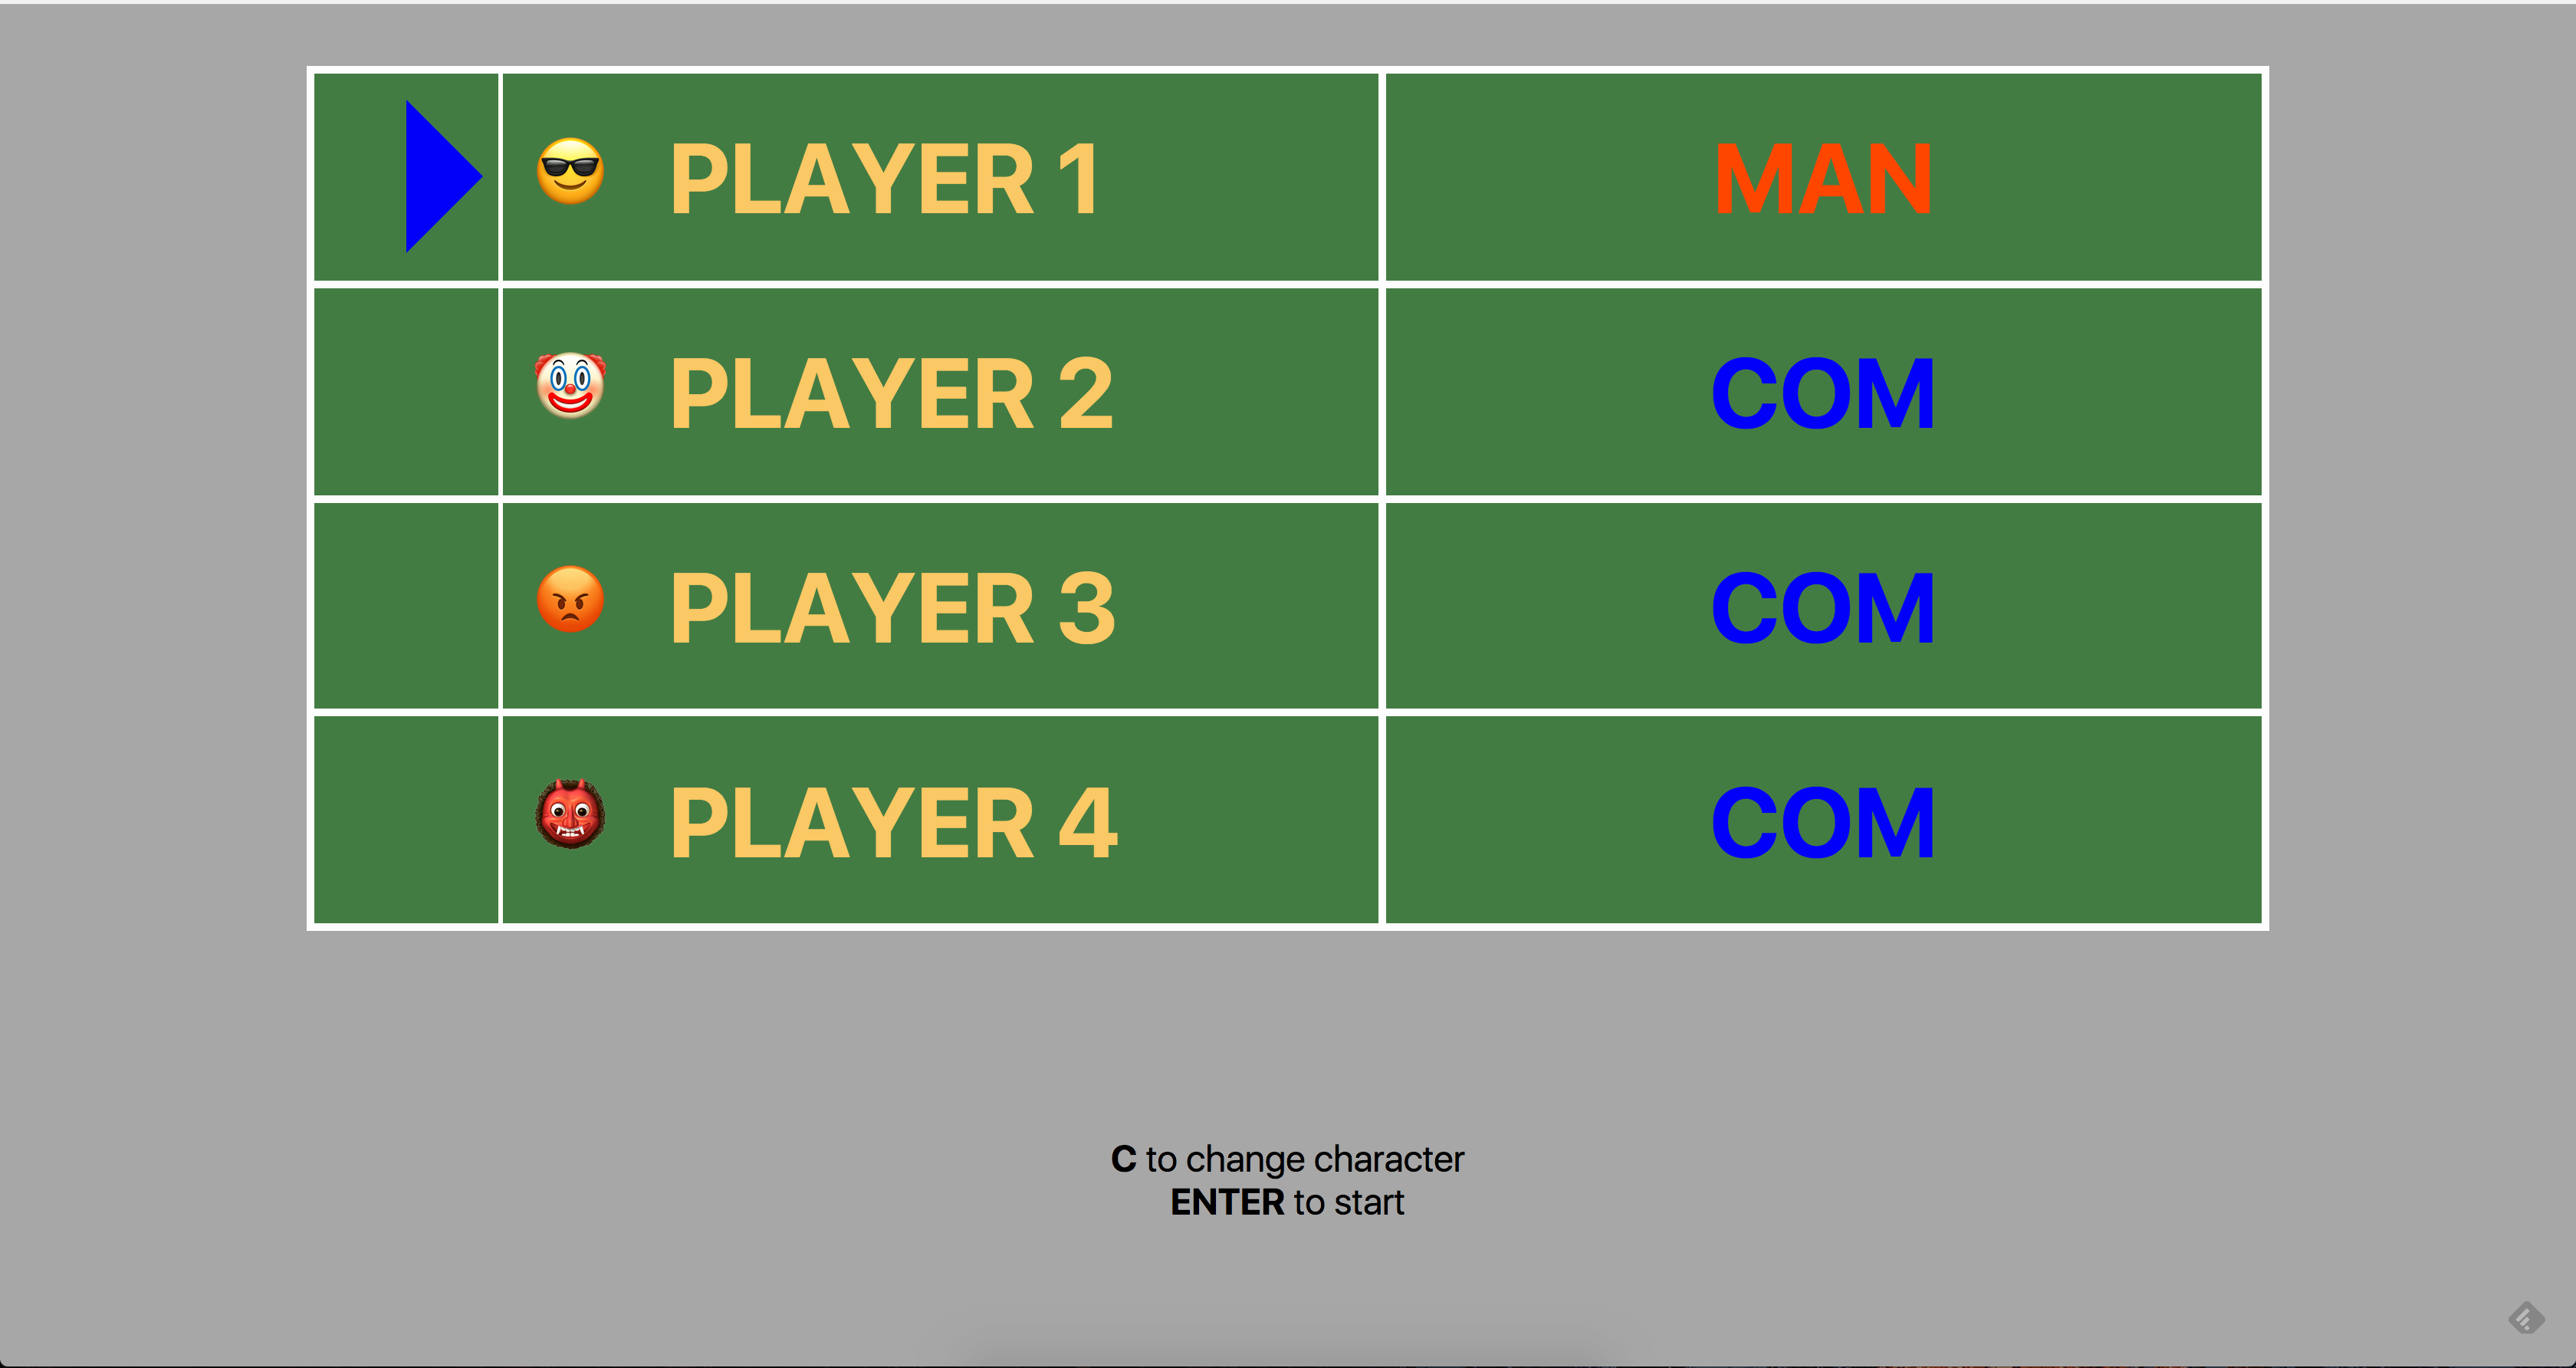 PLAYER 1 MAN
PLAYER 2 COM
PLAYER 3 COM
PLAYER 4 COM
C to change character
ENTER to start